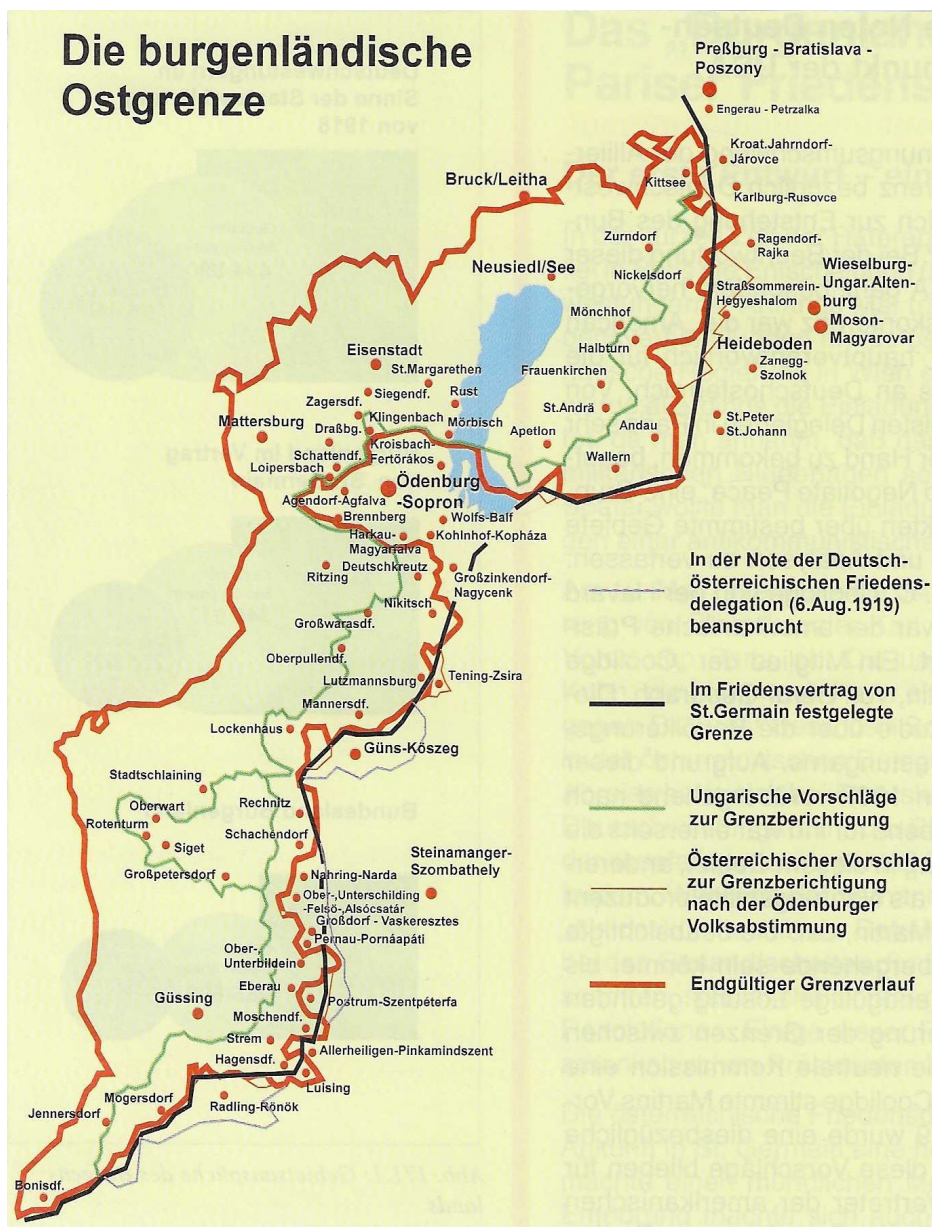 Die burgenländische
Ostgrenze
Preßburg - Bratislava -
Poszony
Engerau - Petrzalka
Kroat.Jahrndorf-
Járovce
Kittsee
Karlburg-Rusovce
Bruck/Leitha
Zurndorf
Ragendorf-
Rajka
Neusiedl/See
Nickelsdorf
Straßsommerein-
Hegyeshalom
Wieselburg-
Ungar.Alten-
burg
Moson-
Magyarovar
Mönchhof
Halbturn
Heideboden
Zanegg-
Szolnok
Eisenstadt
St.Margarethen
Frauenkirchen
Siegendf.
Rust
Zagersdf.
St.Andrä
Mattersburg
Klingenbach
Mörbisch
Apetlon
Andau
St.Peter
St.Johann
Draßbg.
Kroisbach-
Fertörákos
Schattendf.
Loipersbach
Wallern
Ödenburg
-Sopron
Agendorf-Agfalva
Brennberg
Wolfs-Balf
Harkau-
Magyarfalva
Kohlnhof-Kopháza
Ritzing
Deutschkreutz
Großzinkendorf-
Nagycenk
Nikitsch
Großwarasdf.
Oberpullendf.
Lutzmannsburg
Tening-Zsira
Mannersdf.
Lockenhaus
Güns-Köszeg
Stadtschlaining
Oberwart
Rechnitz
Rotenturm
Schachendorf
Siget
Steinamanger-
Szombathely
Großpetersdorf
Nahring-Narda
Ober-,Unterschilding
-Felsö-,Alsócsatár
Großdorf - Vaskeresztes
Pernau-Pornáapáti
Ober-,
Unterbildein
Eberau
Postrum-Szentpéterfa
Güssing
Moschendf.
Strem
Allerheiligen-Pinkamindszent
Hagensdf.
Luising
Mogersdorf
Radling-Rönök
Jennersdorf
Bonisdf.
In der Note der Deutsch-
österreichischen Friedens-
delegation (6.Aug.1919)
beansprucht
Im Friedensvertrag von
St.Germain festgelegte
Grenze
Ungarische Vorschläge
zur Grenzberichtigung
Österreichischer Vorschlag
zur Grenzberichtigung
nach der Ödenburger
Volksabstimmung
Endgültiger Grenzverlauf